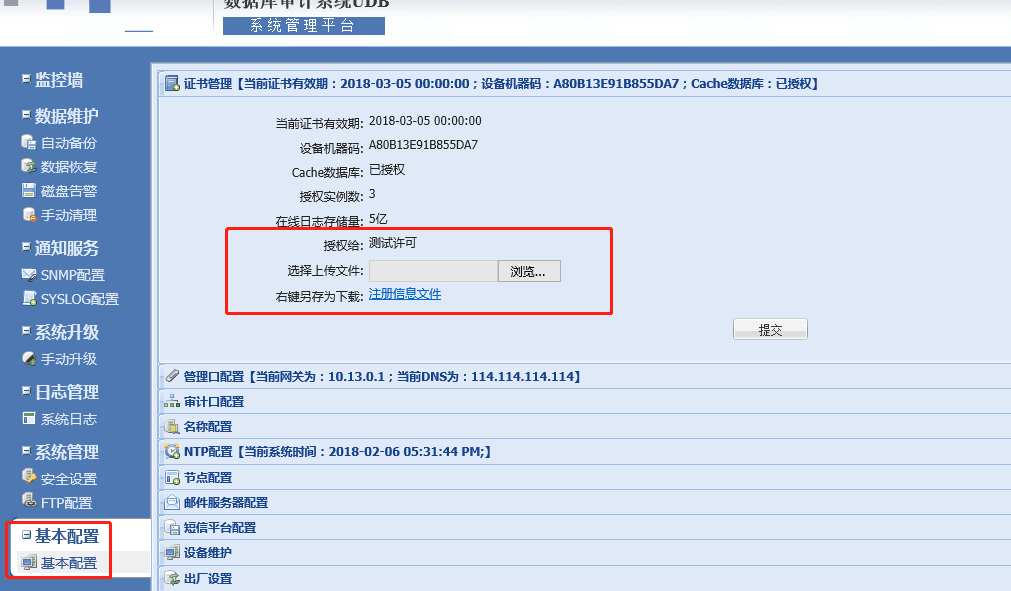 数据库审计系统UDB
系统管理平台
监控墙
数据维护
自动备份
数据恢复
磁盘告警
手动清理
通知服务
SNMP配置
SYSLOG配置
系统升级
手动升级
日志管理
系统日志
系统管理
安全设置
FTP配置
基本配置
基本配置
证书管理【当前证书有效期：2018-03-05 00:00:00；设备机器码：A80B13E91B855DA7；Cache数据库：已授权】
当前证书有效期: 2018-03-05 00:00:00
设备机器码: A80B13E91B855DA7
Cache数据库: 已授权
授权实例数: 3
在线日志存储量: 5亿
授权给: 测试许可
选择上传文件: 浏览...
右键另存为下载: 注册信息文件
提交
管理口配置【当前网关为：10.13.0.1；当前DNS为：114.114.114.114】
审计口配置
名称配置
NTP配置【当前系统时间：2018-02-06 05:31:44 PM;】
节点配置
邮件服务器配置
短信平台配置
设备维护
出厂设置